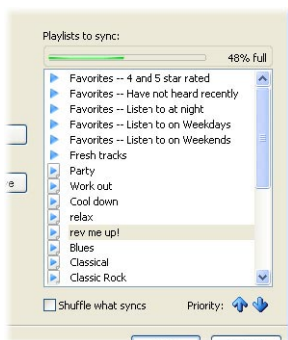 Playlists to sync:
48% full
Favorites -- 4 and 5 star rated
Favorites -- Have not heard recently
Favorites -- Listen to at night
Favorites -- Listen to on Weekdays
Favorites -- Listen to on Weekends
Fresh tracks
Party
Work out
Cool down
relax
rev me up!
Blues
Classical
Classic Rock
Shuffle what syncs
Priority: